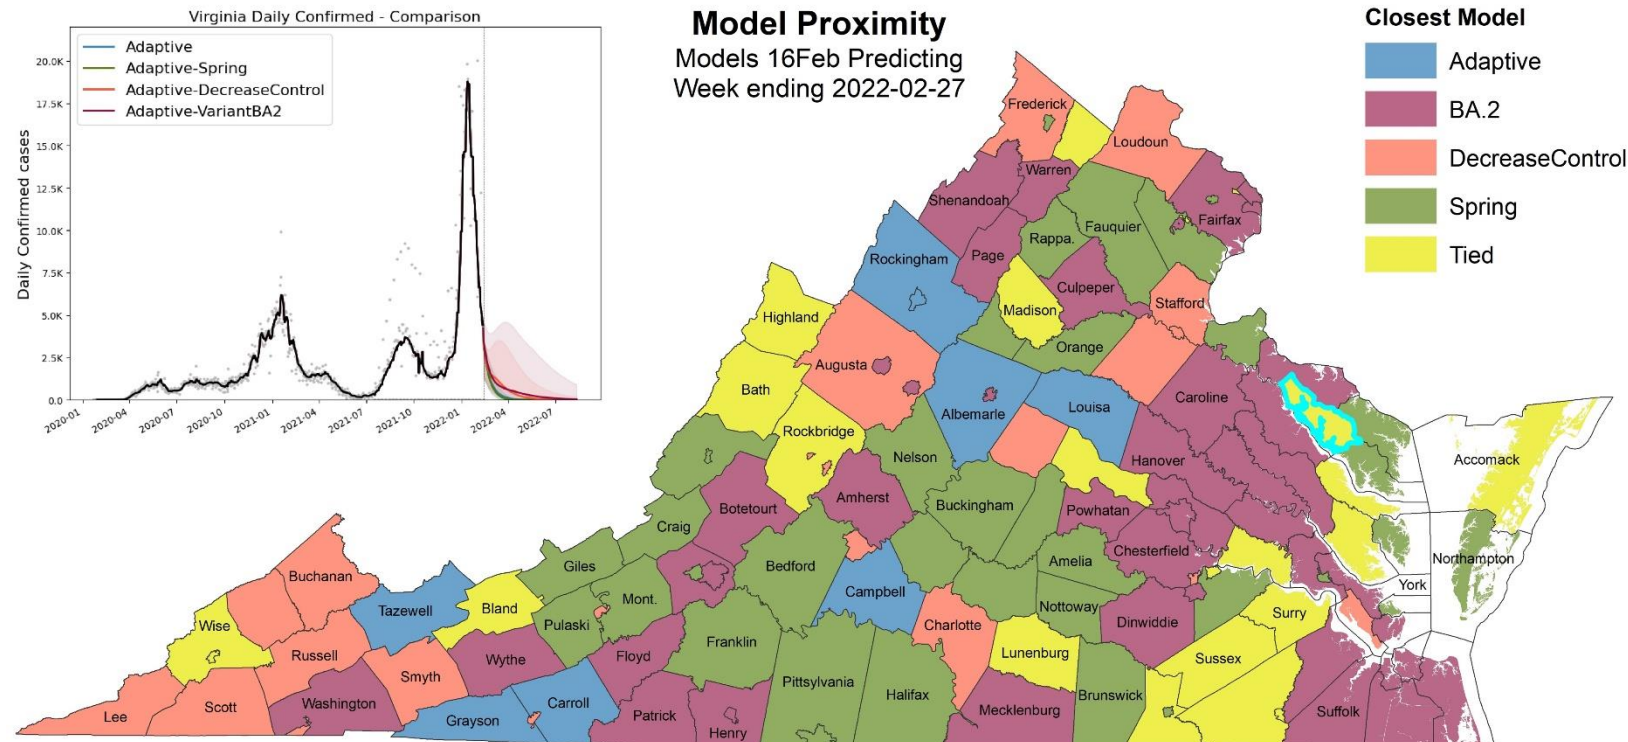 Virginia Daily Confirmed - Comparison
Adaptive
Adaptive-Spring
Adaptive-DecreaseControl
Adaptive-VariantBA2
Daily Confirmed cases
20.0K
17.5K
15.0K
12.5K
10.0K
7.5K
5.0K
2.5K
0.0
2020-01
2020-04
2020-07
2020-10
2021-01
2021-04
2021-07
2021-10
2022-01
2022-04
2022-07
Model Proximity
Models 16Feb Predicting
Week ending 2022-02-27
Closest Model
Adaptive
BA.2
DecreaseControl
Spring
Tied
Frederick
Loudoun
Warren
Shenandoah
Fairfax
Fauquier
Rappa.
Page
Rockingham
Culpeper
Stafford
Madison
Highland
Orange
Augusta
Bath
Caroline
Louisa
Albemarle
Rockbridge
Nelson
Hanover
Accomack
Amherst
Buckingham
Botetourt
Powhatan
Craig
Chesterfield
Northampton
Amelia
Bedford
Giles
Buchanan
York
Campbell
Mont.
Nottoway
Tazewell
Bland
Surry
Pulaski
Wise
Charlotte
Dinwiddie
Franklin
Lunenburg
Russell
Wythe
Floyd
Sussex
Smyth
Pittsylvania
Halifax
Brunswick
Washington
Carroll
Scott
Lee
Grayson
Patrick
Mecklenburg
Suffolk
Henry